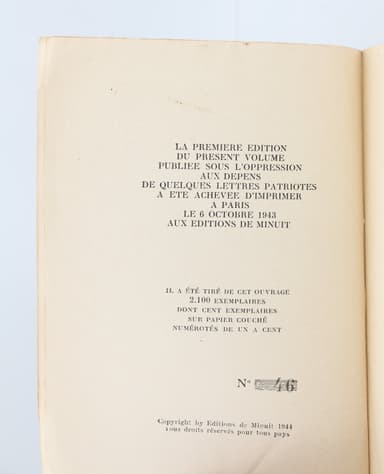 LA PREMIERE EDITION
DU PRESENT VOLUME
PUBLIEE SOUS L'OPPRESSION
AUX DEPENS
DE QUELQUES LETTRES PATRIOTES
A ETE ACHEVEE D'IMPRIMER
A PARIS
LE 6 OCTOBRE 1943
AUX EDITIONS DE MINUIT
IL A ÉTÉ TIRÉ DE CET OUVRAGE
2.100 EXEMPLAIRES
DONT CENT EXEMPLAIRES
SUR PAPIER COUCHÉ
NUMÉROTÉS DE UN A CENT
N° 46
Copyright by Editions de Minuit 1944
tous droits réservés pour tous pays